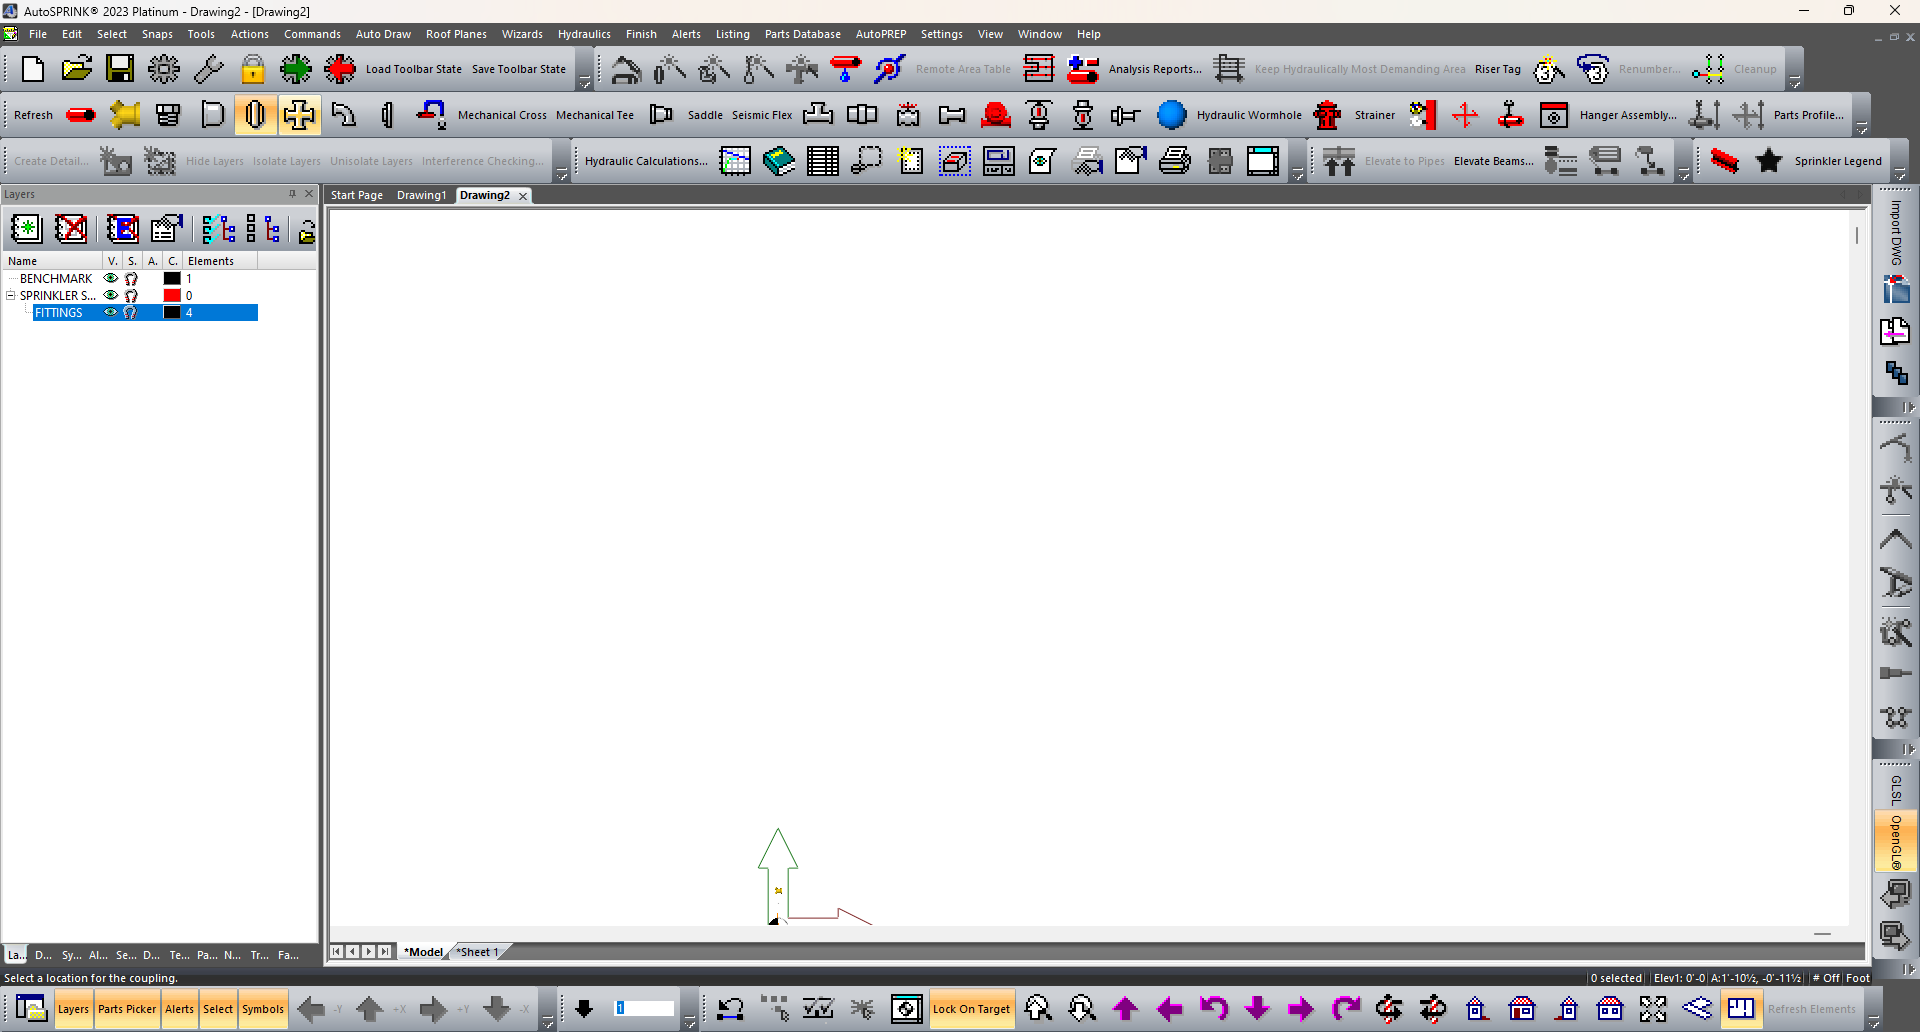 AutoSPRINK® 2023 Platinum - Drawing2 - [Drawing2]
File Edit Select Snaps Tools Actions Commands Auto Draw Roof Planes Wizards Hydraulics Finish Alerts Listing Parts Database AutoPREP Settings View Window Help
Load Toolbar State Save Toolbar State Remote Area Table Analysis Reports... Keep Hydraulically Most Demanding Area Riser Tag Renumber... Cleanup
Refresh Mechanical Cross Mechanical Tee Saddle Seismic Flex Hydraulic Wormhole Strainer Hanger Assembly... Parts Profile...
Create Detail... Hide Layers Isolate Layers Unisolate Layers Interference Checking... Hydraulic Calculations... Elevate to Pipes Elevate Beams... Sprinkler Legend
Layers
Start Page Drawing1 Drawing2
Import DWG
Name V. S. A. C. Elements
BENCHMARK 1
SPRINKLER S... 0
FITTINGS 4
GLSL
OpenGL®
La... D... Sy... Al... Se... D... Te... Pa... N... Tr... Fa...
*Model *Sheet 1
Select a location for the coupling.
0 selected Elev1: 0'-0 A:1'-10½, -0'-11½ # Off Foot
Layers Parts Picker Alerts Select Symbols -Y +X +Y -X 1 Lock On Target Refresh Elements